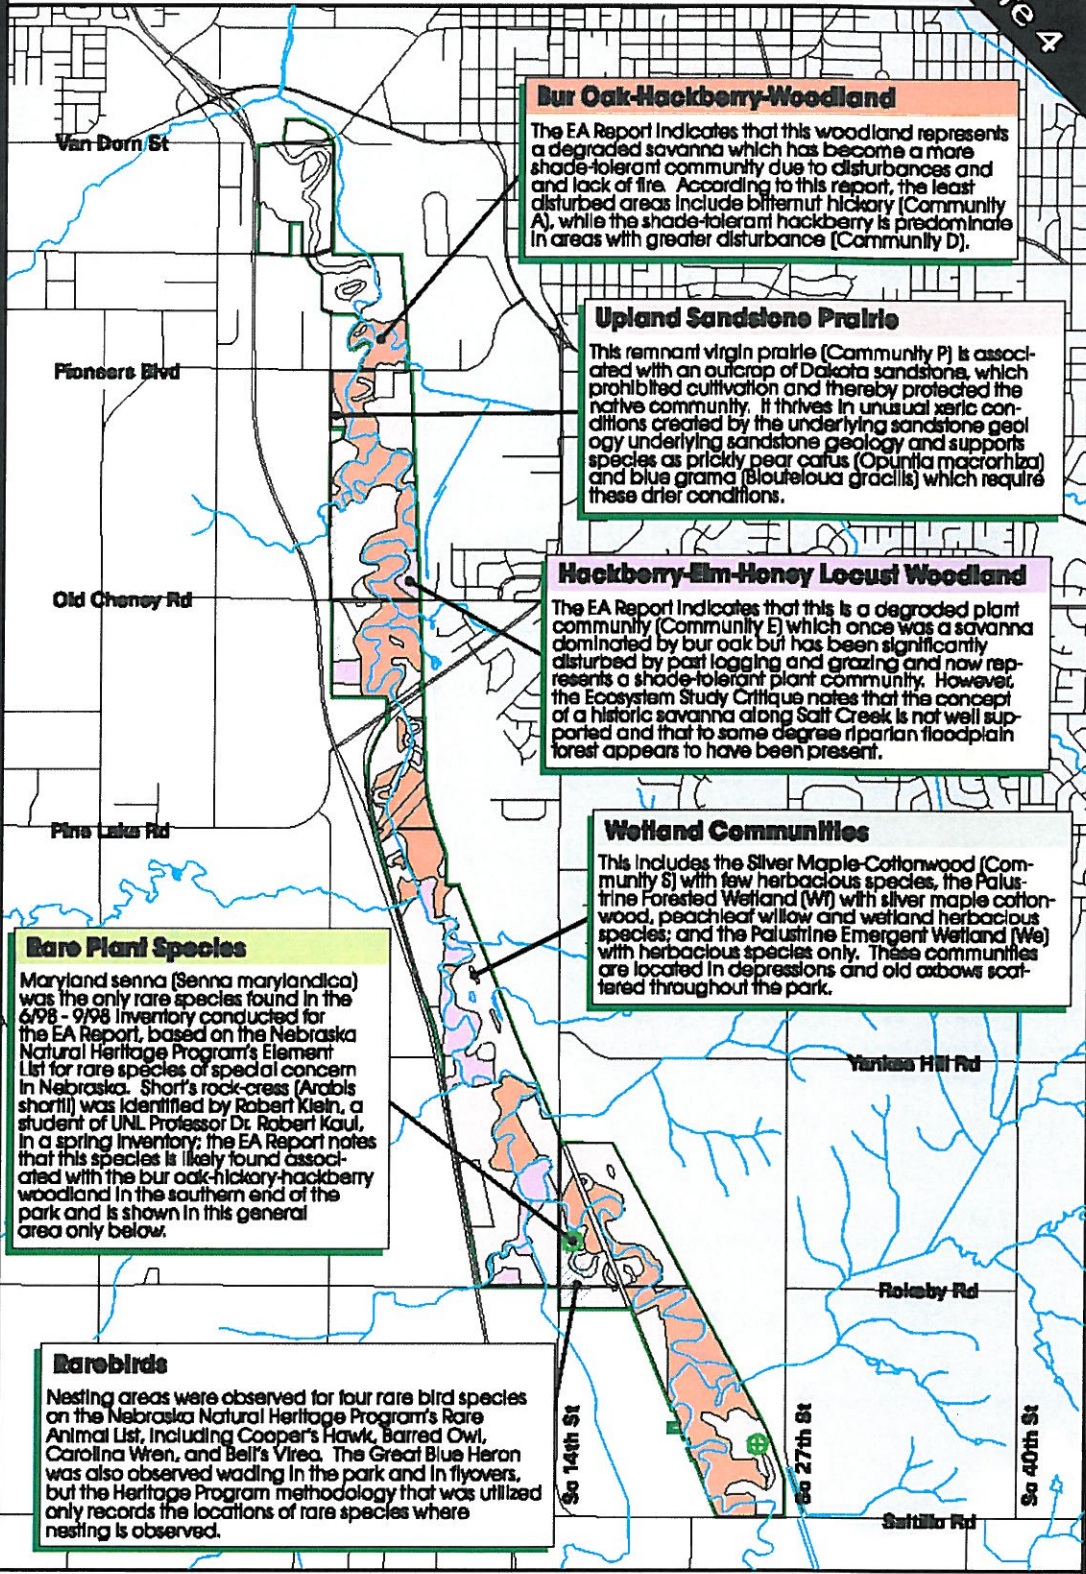 e 4
Bur Oak-Hackberry-Woodland
The EA Report indicates that this woodland represents
a degraded savanna which has become a more
shade-tolerant community due to disturbances and
and lack of fire. According to this report, the least
disturbed areas include bitternut hickory (Community
A), while the shade-tolerant hackberry is predominate
in areas with greater disturbance (Community D).
Van Dorn St
Upland Sandstone Prairie
This remnant virgin prairie (Community P) is associ-
ated with an outcrop of Dakota sandstone, which
prohibited cultivation and thereby protected the
native community. It thrives in unusual xeric con-
ditions created by the underlying sandstone geol
ogy underlying sandstone geology and supports
species as prickly pear catus (Opuntia macrorhiza)
and blue grama (Bouteloua gracilis) which require
these drier conditions.
Pioneers Blvd
Hackberry-Elm-Honey Locust Woodland
The EA Report indicates that this is a degraded plant
community (Community E) which once was a savanna
dominated by bur oak but has been significantly
disturbed by past logging and grazing and now rep-
resents a shade-tolerant plant community. However,
the Ecosystem Study Critique notes that the concept
of a historic savanna along Salt Creek is not well sup-
ported and that to some degree riparian floodplain
forest appears to have been present.
Old Cheney Rd
Pine Lake Rd
Wetland Communities
This includes the Silver Maple-Cottonwood (Com-
munity S) with few herbacious species, the Palus-
trine Forested Wetland (Wf) with silver maple cotton-
wood, peachleaf willow and wetland herbacious
species; and the Palustrine Emergent Wetland (We)
with herbacious species only. These communities
are located in depressions and old oxbows scat-
tered throughout the park.
Rare Plant Species
Maryland senna (Senna marylandica)
was the only rare species found in the
6/98 - 9/98 inventory conducted for
the EA Report, based on the Nebraska
Natural Heritage Program's Element
List for rare species of special concern
in Nebraska. Short's rock-cress (Arabis
shortii) was identified by Robert Klein, a
student of UNL Professor Dr. Robert Kaul,
in a spring inventory; the EA Report notes
that this species is likely found associ-
ated with the bur oak-hickory-hackberry
woodland in the southern end of the
park and is shown in this general
area only below.
Yankee Hill Rd
Rokeby Rd
Rarebirds
Nesting areas were observed for four rare bird species
on the Nebraska Natural Heritage Program's Rare
Animal List, including Cooper's Hawk, Barred Owl,
Carolina Wren, and Bell's Vireo. The Great Blue Heron
was also observed wading in the park and in flyovers,
but the Heritage Program methodology that was utilized
only records the locations of rare species where
nesting is observed.
So 14th St
So 27th St
So 40th St
Saltillo Rd